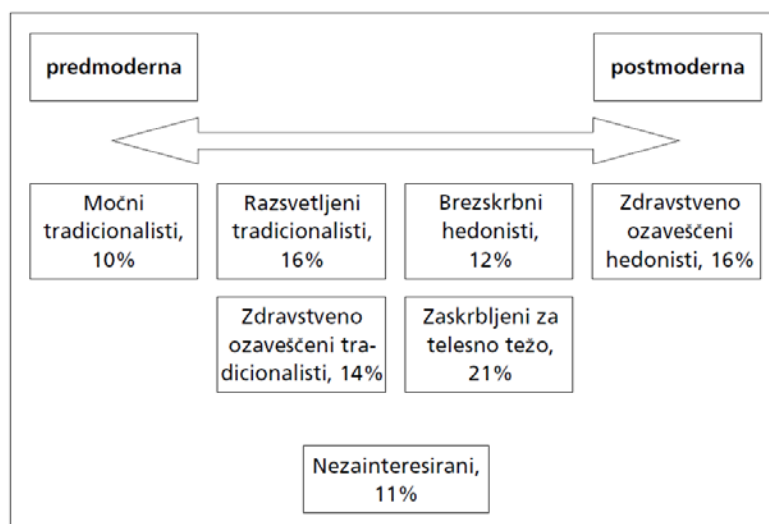 predmoderna
postmoderna
Močni
tradicionalisti,
10%
Razsvetljeni
tradicionalisti,
16%
Brezskrbni
hedonisti,
12%
Zdravstveno
ozaveščeni
hedonisti, 16%
Zdravstveno
ozaveščeni tra-
dicionalisti, 14%
Zaskrbljeni za
telesno težo,
21%
Nezainteresirani,
11%